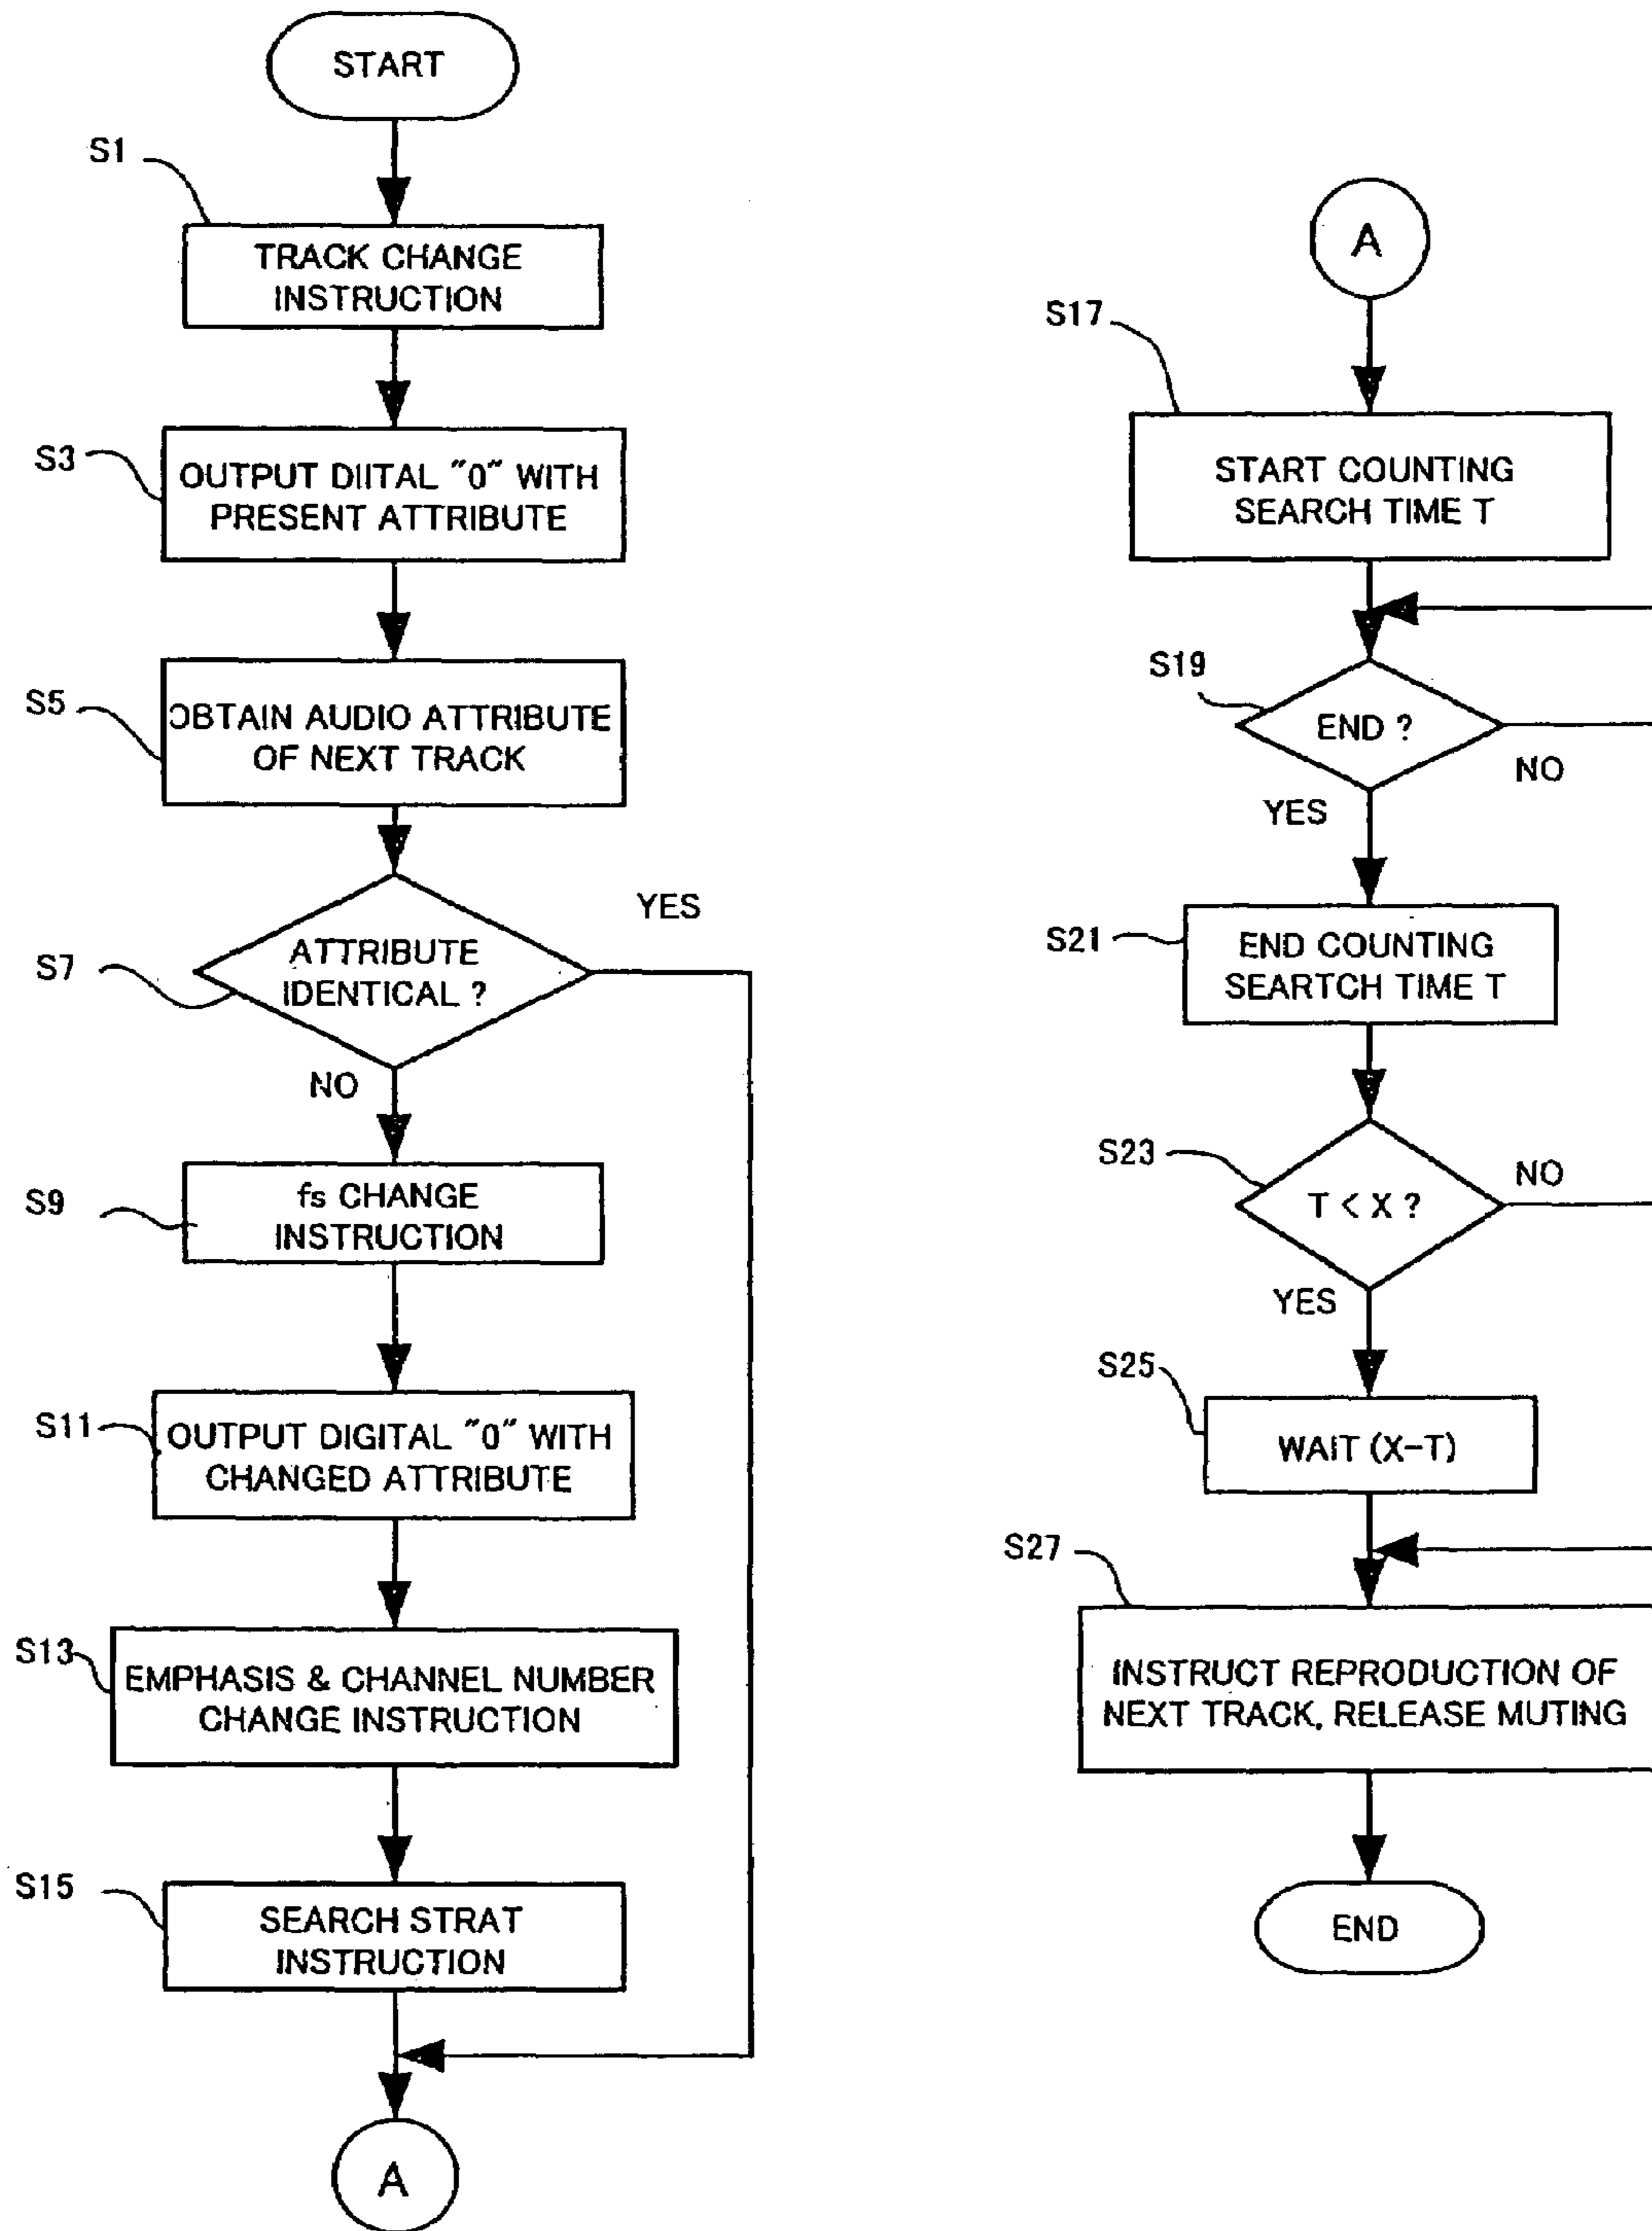 START
S1
TRACK CHANGE
INSTRUCTION
S3
OUTPUT DIITAL "0" WITH
PRESENT ATTRIBUTE
S5
OBTAIN AUDIO ATTRIBUTE
OF NEXT TRACK
S7
ATTRIBUTE
IDENTICAL ?
YES
NO
S9
fs CHANGE
INSTRUCTION
S11
OUTPUT DIGITAL "0" WITH
CHANGED ATTRIBUTE
S13
EMPHASIS & CHANNEL NUMBER
CHANGE INSTRUCTION
S15
SEARCH STRAT
INSTRUCTION
A
A
S17
START COUNTING
SEARCH TIME T
S19
END ?
NO
YES
S21
END COUNTING
SEARTCH TIME T
S23
T < X ?
NO
YES
S25
WAIT (X-T)
S27
INSTRUCT REPRODUCTION OF
NEXT TRACK, RELEASE MUTING
END